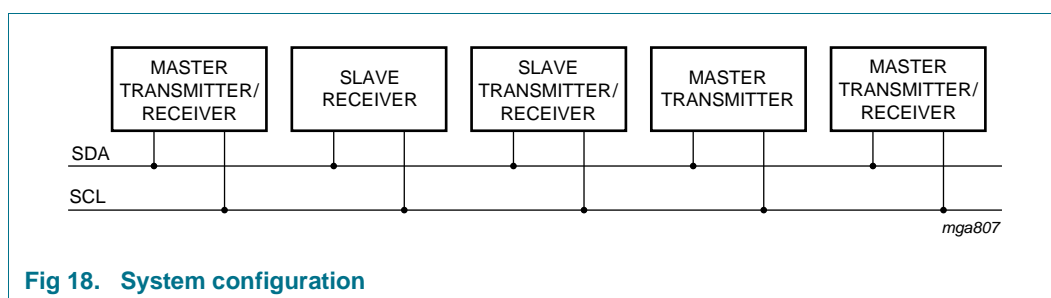 MASTER
TRANSMITTER/
RECEIVER
SLAVE
RECEIVER
SLAVE
TRANSMITTER/
RECEIVER
MASTER
TRANSMITTER
MASTER
TRANSMITTER/
RECEIVER
SDA
SCL
mga807
Fig 18. System configuration